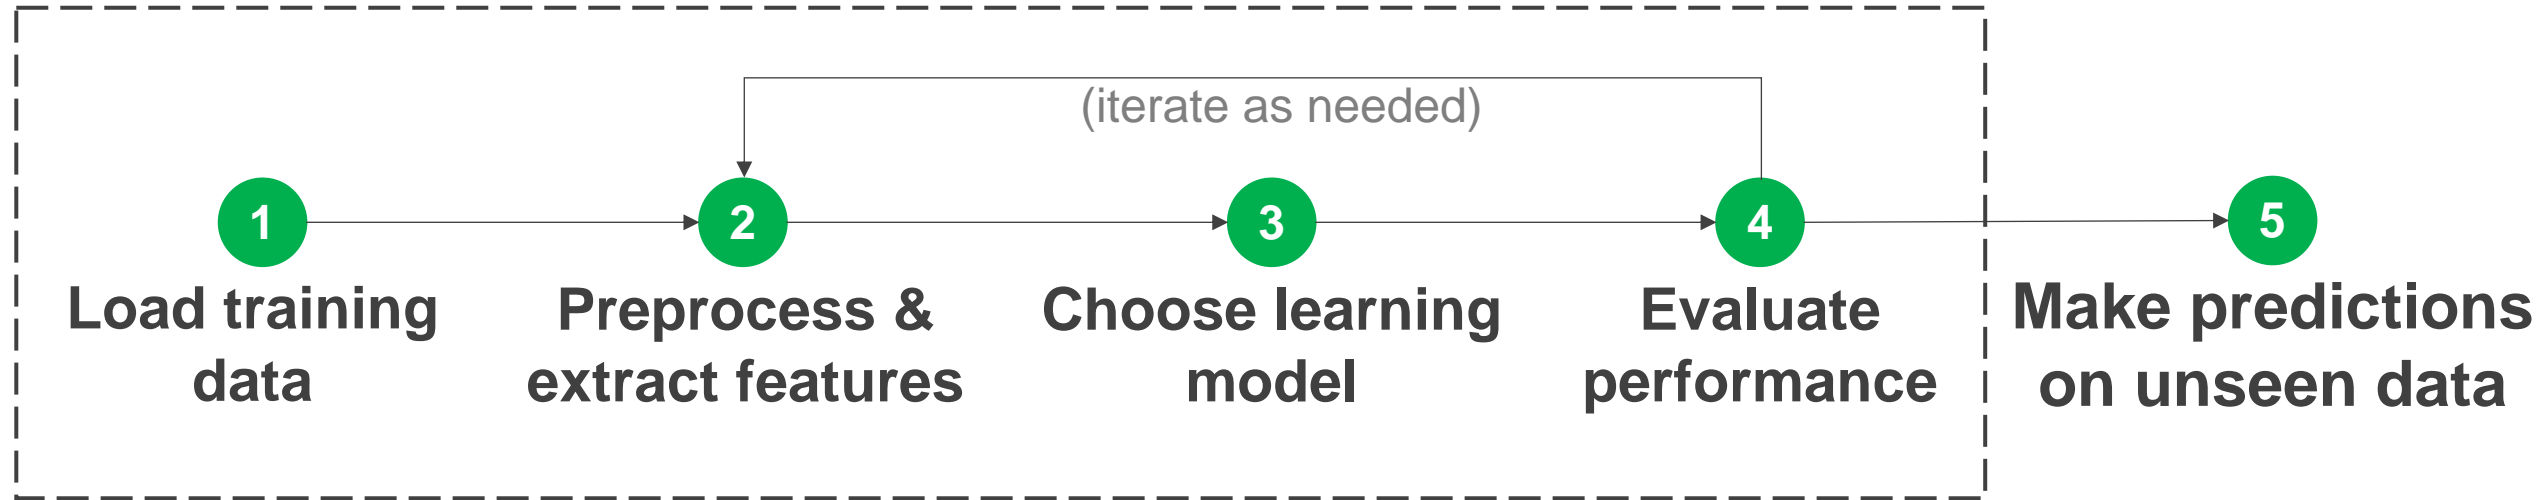 (iterate as needed)
1
2
3
4
5
Load training
data
Preprocess &
extract features
Choose learning
model
Evaluate
performance
Make predictions
on unseen data